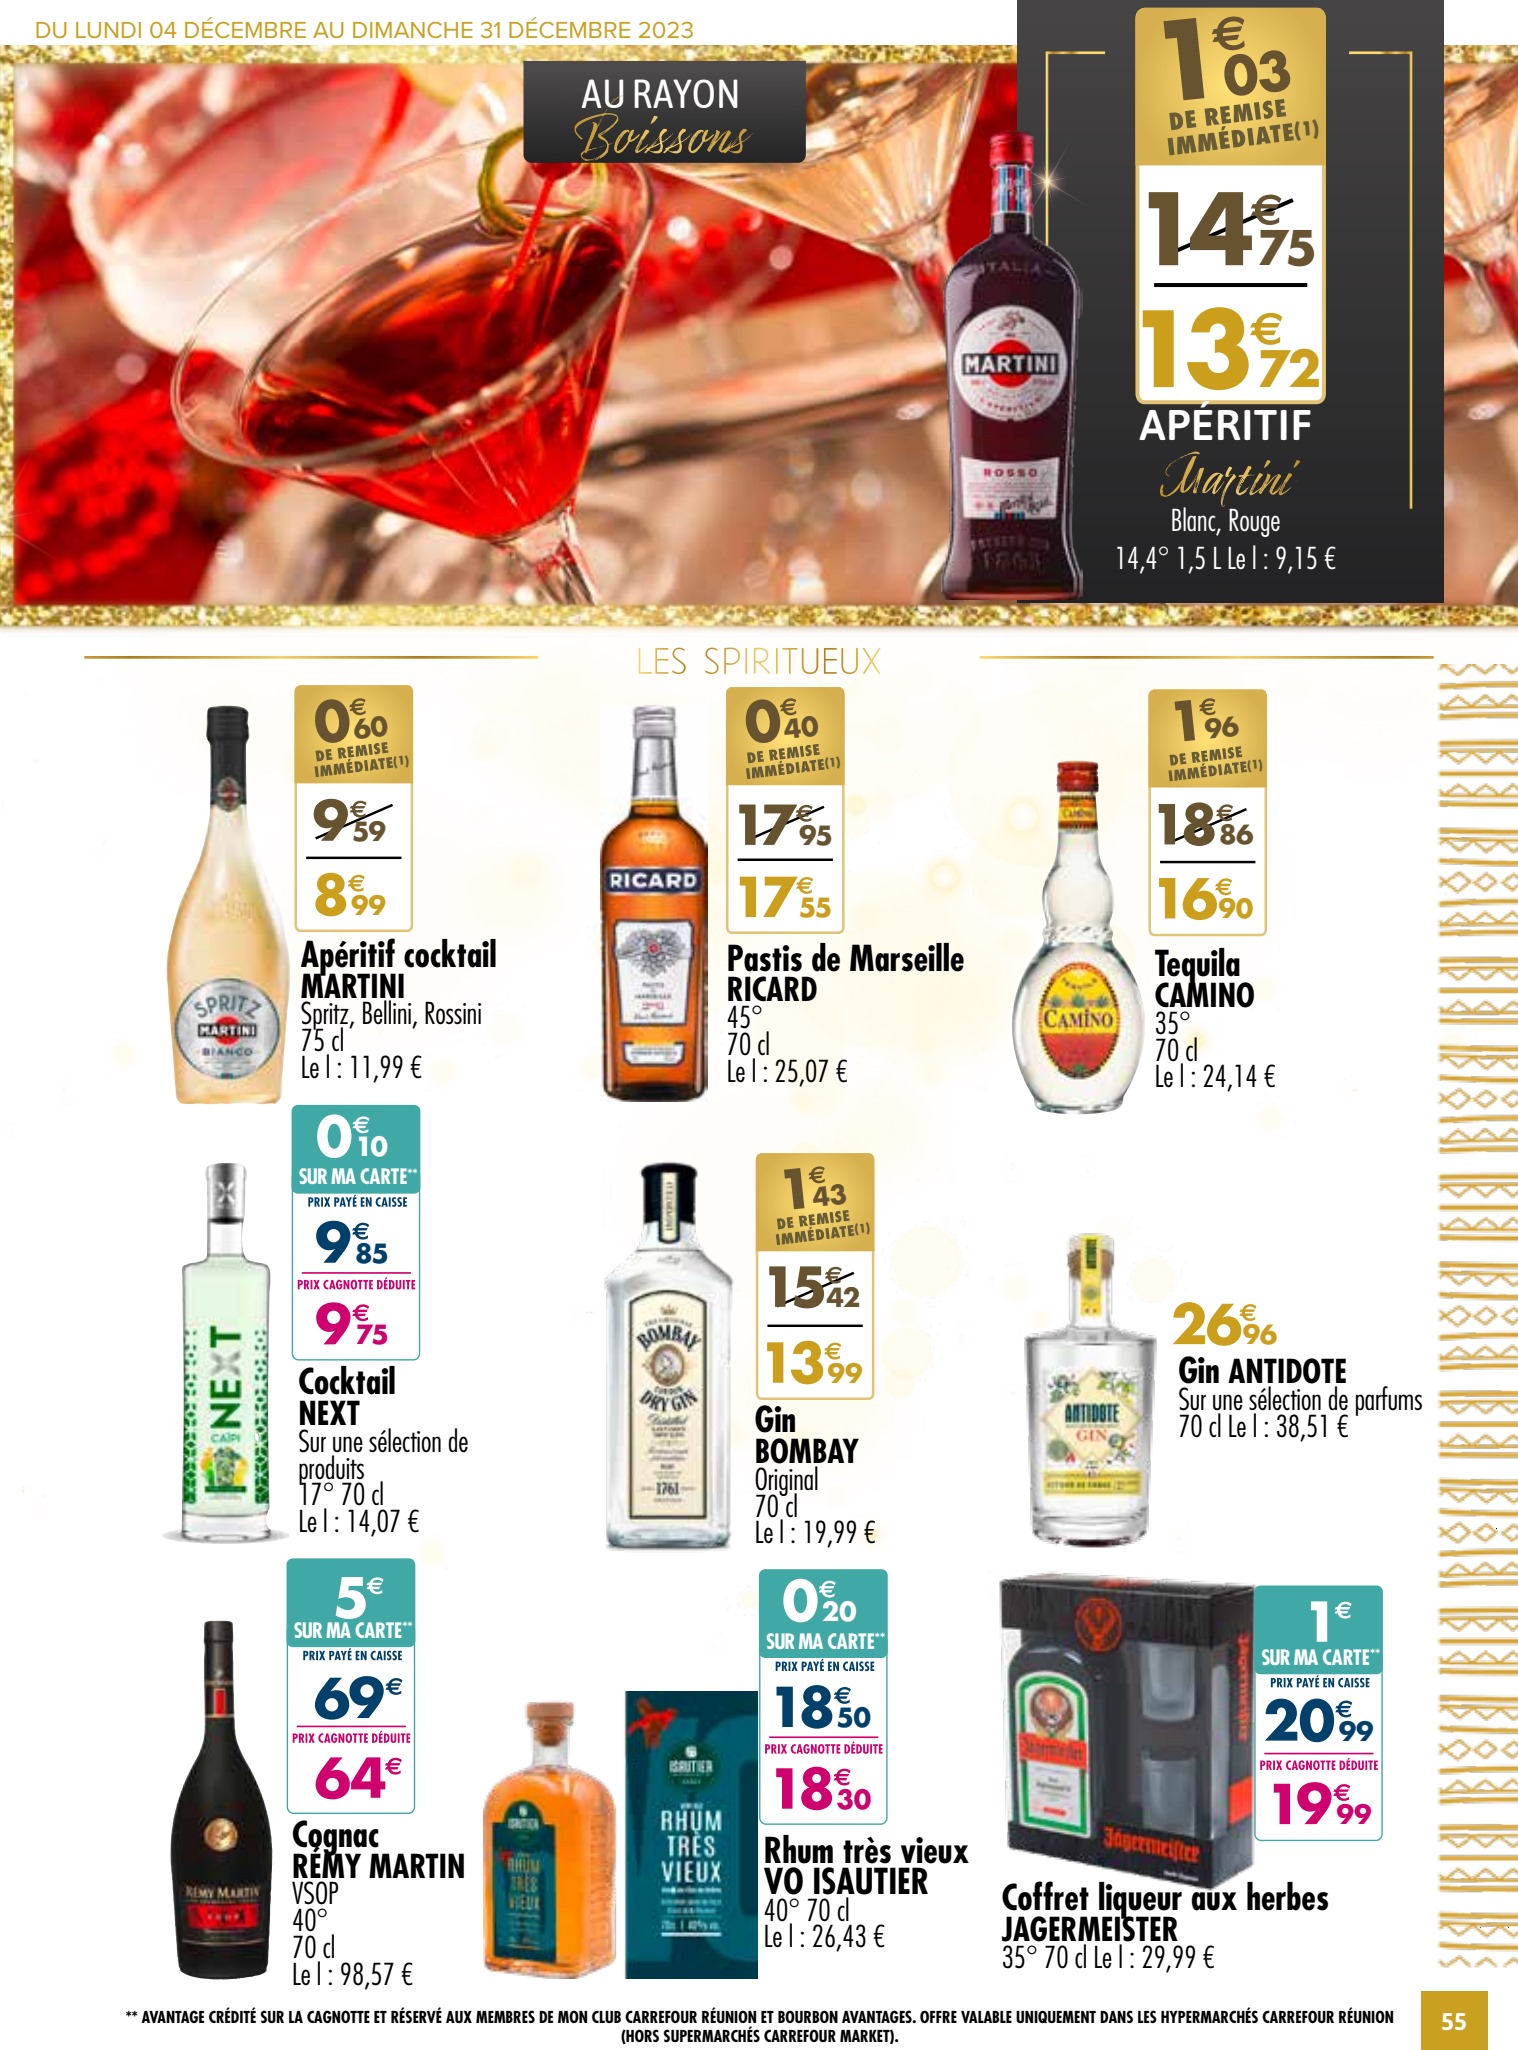 DU LUNDI 04 DÉCEMBRE AU DIMANCHE 31 DÉCEMBRE 2023
AU RAYON
Boissons
1€03
DE REMISE
IMMÉDIATE(1)
14€75
13€72
APÉRITIF
Martini
Blanc, Rouge
14,4° 1,5 L Le l : 9,15 €
MARTINI
ROSSO
LES SPIRITUEUX
0€60
DE REMISE
IMMÉDIATE(1)
9€59
8€99
Apéritif cocktail
MARTINI
Spritz, Bellini, Rossini
75 cl
Le l : 11,99 €
SPRITZ
MARTINI
BIANCO
0€40
DE REMISE
IMMÉDIATE(1)
17€95
17€55
Pastis de Marseille
RICARD
45°
70 cl
Le l : 25,07 €
RICARD
1€96
DE REMISE
IMMÉDIATE(1)
18€86
16€90
Tequila
CAMINO
35°
70 cl
Le l : 24,14 €
CAMINO
0€10
SUR MA CARTE**
PRIX PAYÉ EN CAISSE
9€85
PRIX CAGNOTTE DÉDUITE
9€75
Cocktail
NEXT
Sur une sélection de
produits
17° 70 cl
Le l : 14,07 €
NEXT
CAÏPI
1€43
DE REMISE
IMMÉDIATE(1)
15€42
13€99
Gin
BOMBAY
Original
70 cl
Le l : 19,99 €
BOMBAY
DRY GIN
1761
26€96
Gin ANTIDOTE
Sur une sélection de parfums
70 cl Le l : 38,51 €
ANTIDOTE
GIN
5€
SUR MA CARTE**
PRIX PAYÉ EN CAISSE
69€
PRIX CAGNOTTE DÉDUITE
64€
Cognac
RÉMY MARTIN
VSOP
40°
70 cl
Le l : 98,57 €
RÉMY MARTIN
0€20
SUR MA CARTE**
PRIX PAYÉ EN CAISSE
18€50
PRIX CAGNOTTE DÉDUITE
18€30
Rhum très vieux
VO ISAUTIER
40° 70 cl
Le l : 26,43 €
ISAUTIER
RHUM
TRÈS
VIEUX
ISAUTIER
RHUM
TRÈS
VIEUX
1€
SUR MA CARTE**
PRIX PAYÉ EN CAISSE
20€99
PRIX CAGNOTTE DÉDUITE
19€99
Coffret liqueur aux herbes
JAGERMEISTER
35° 70 cl Le l : 29,99 €
Jägermeister
Jägermeister
Jägermeister
** AVANTAGE CRÉDITÉ SUR LA CAGNOTTE ET RÉSERVÉ AUX MEMBRES DE MON CLUB CARREFOUR RÉUNION ET BOURBON AVANTAGES. OFFRE VALABLE UNIQUEMENT DANS LES HYPERMARCHÉS CARREFOUR RÉUNION
(HORS SUPERMARCHÉS CARREFOUR MARKET).
55